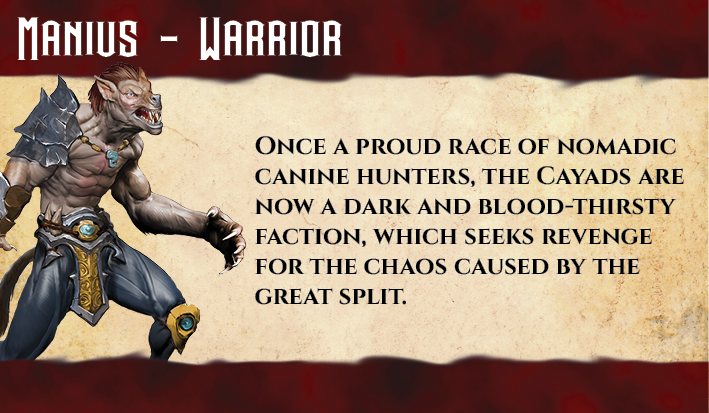 Manius - Warrior
Once a proud race of nomadic
canine hunters, the Cayads are
now a dark and blood-thirsty
faction, which seeks revenge
for the chaos caused by the
great split.